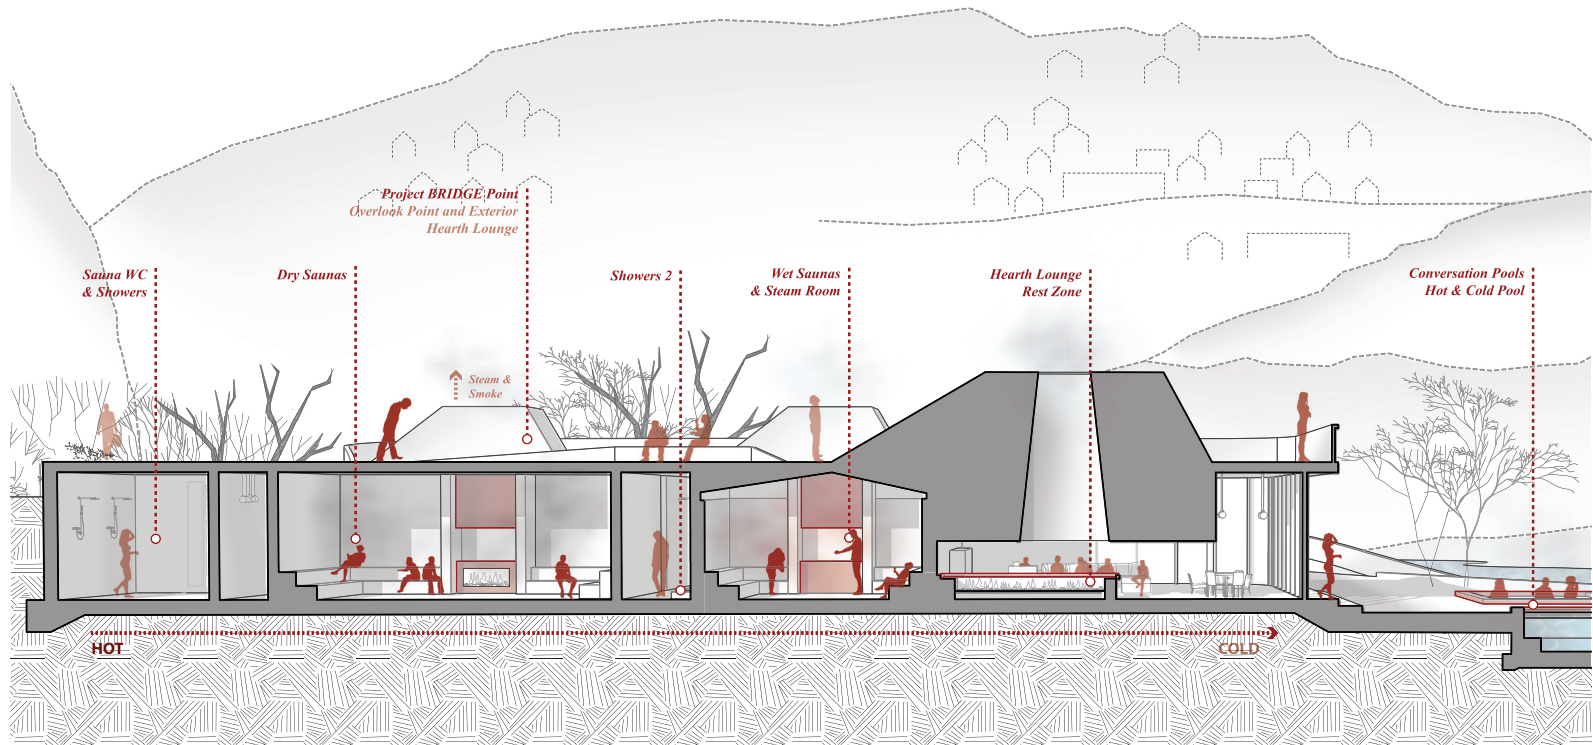 Project BRIDGE Point
Overlook Point and Exterior
Hearth Lounge
Sauna WC
& Showers
Dry Saunas
Showers 2
Wet Saunas
& Steam Room
Hearth Lounge
Rest Zone
Conversation Pools
Hot & Cold Pool
Steam &
Smoke
HOT
COLD